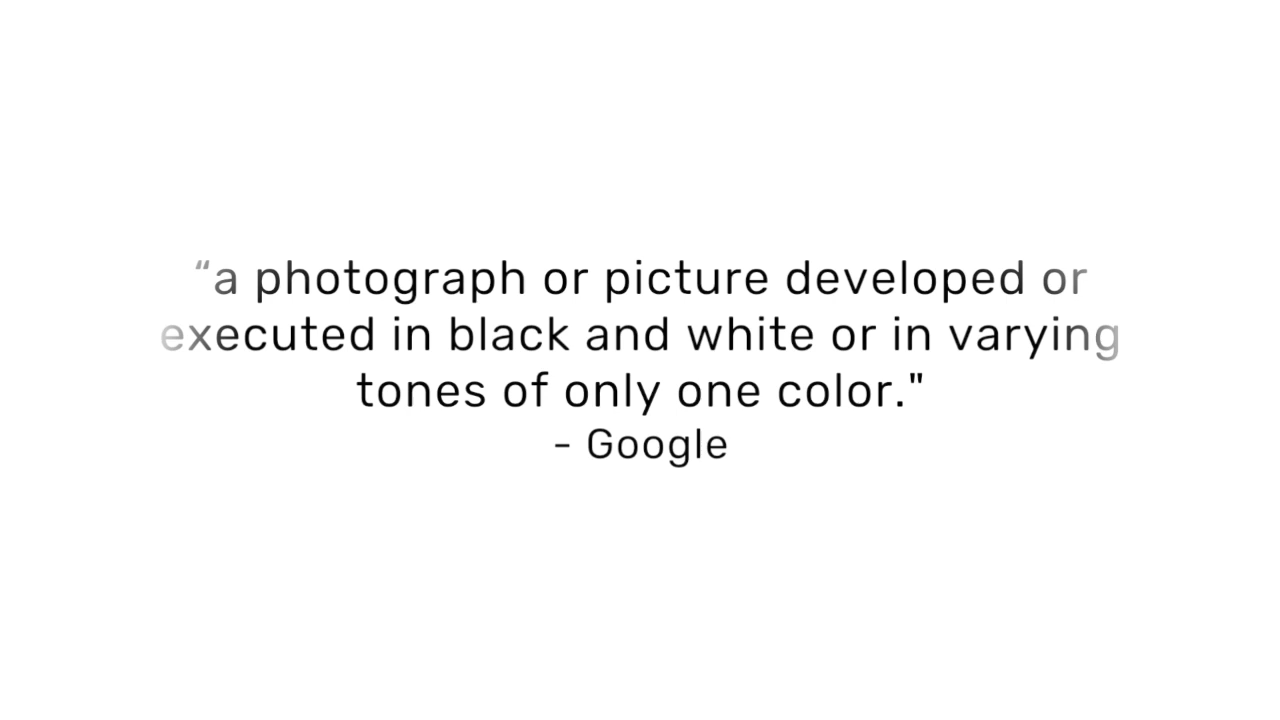 “a photograph or picture developed or
executed in black and white or in varying
tones of only one color."
- Google